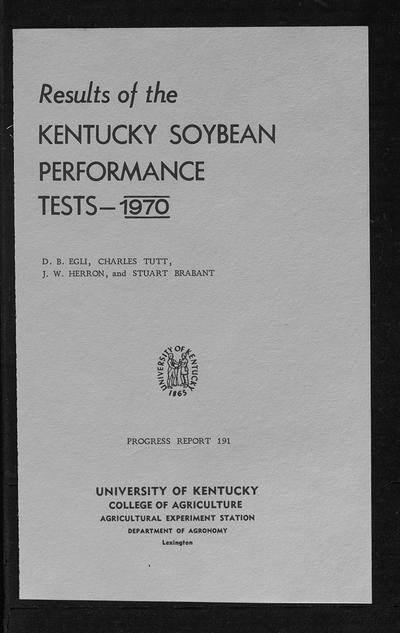 Results of the
KENTUCKY SOYBEAN
PERFORMANCE
TESTS—1970
D. B. EGLI, CHARLES TUTT,
J. W. HERRON, and STUART BRABANT
UNIVERSITY OF KENTUCKY
1865
PROGRESS REPORT 191
UNIVERSITY OF KENTUCKY
COLLEGE OF AGRICULTURE
AGRICULTURAL EXPERIMENT STATION
DEPARTMENT OF AGRONOMY
Lexington